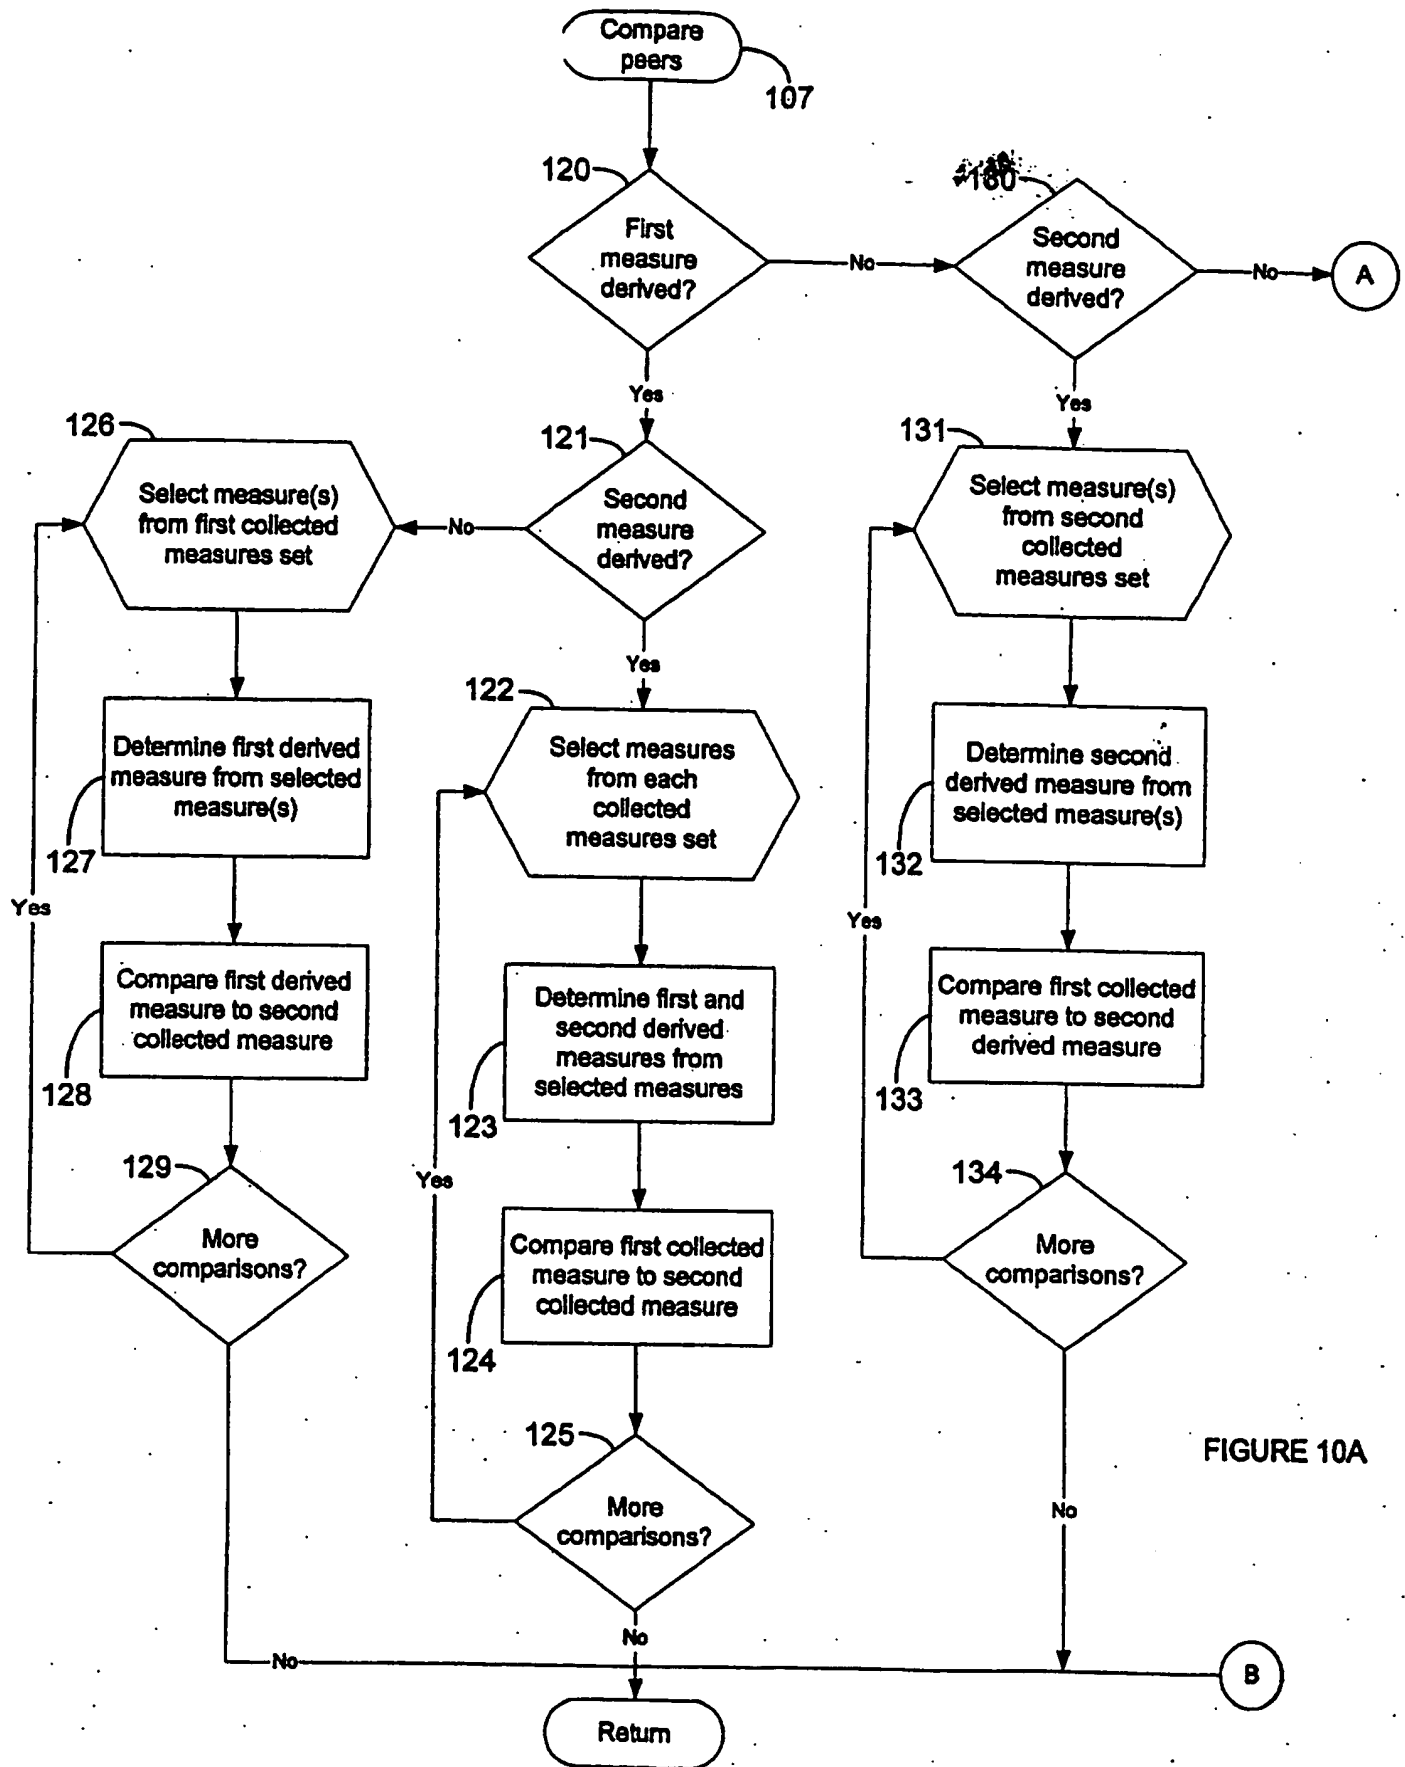 Compare
peers
107
120
First
measure
derived?
No
Second
measure
derived?
No
A
Yes
Yes
126
Select measure(s)
from first collected
measures set
No
121
Second
measure
derived?
131
Select measure(s)
from second
collected
measures set
Yes
122
Select measures
from each
collected
measures set
Determine first derived
measure from selected
measure(s)
127
Determine second
derived measure from
selected measure(s)
132
Yes
Yes
Compare first derived
measure to second
collected measure
128
Determine first and
second derived
measures from
selected measures
123
Compare first collected
measure to second
derived measure
133
Yes
129
More
comparisons?
Compare first collected
measure to second
collected measure
124
134
More
comparisons?
125
More
comparisons?
FIGURE 10A
No
No
No
B
Return